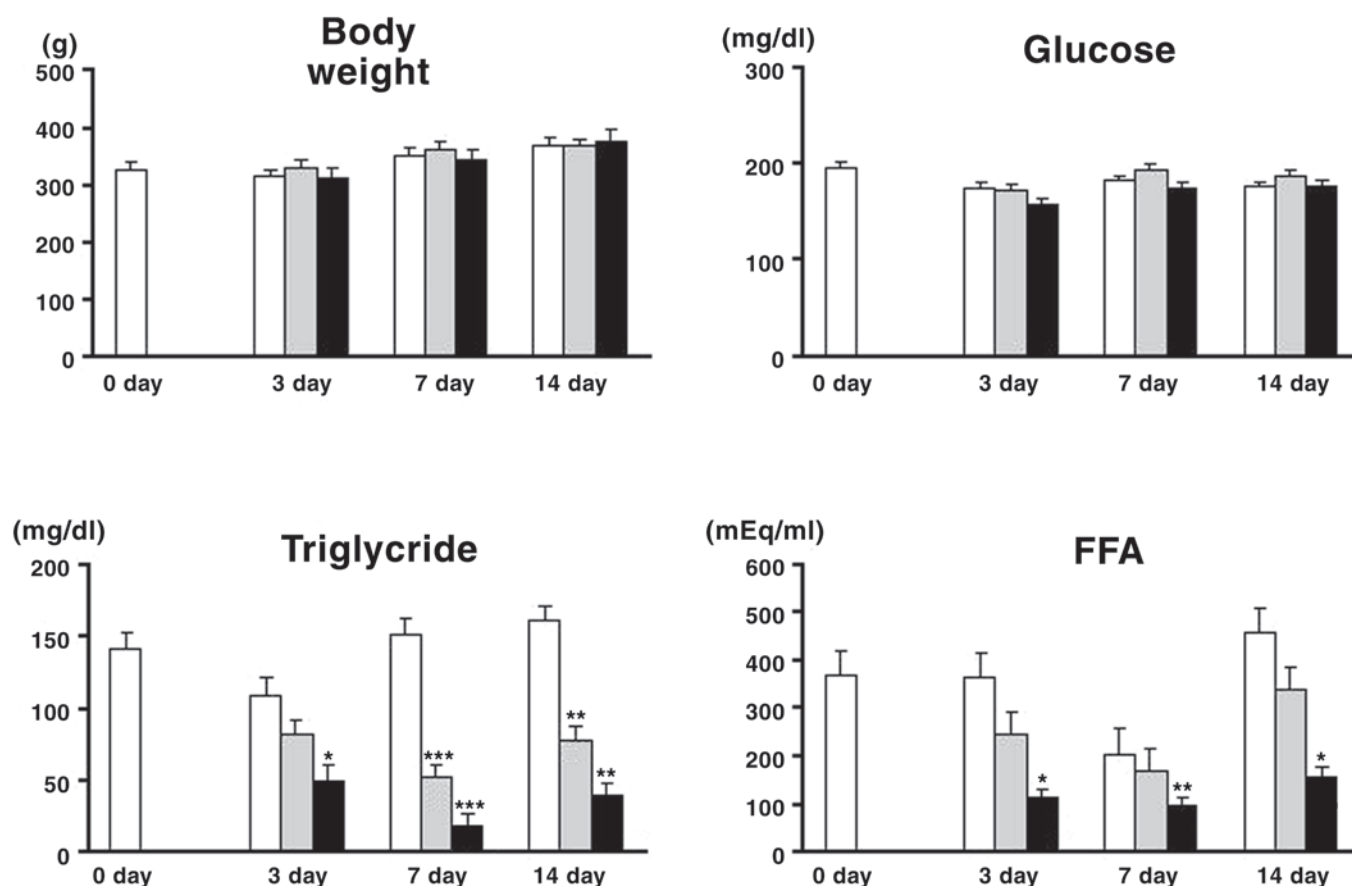 (g)
Body
weight
500
400
300
200
100
0
0 day 3 day 7 day 14 day
(mg/dl)
Glucose
300
200
100
0
0 day 3 day 7 day 14 day
(mg/dl)
Triglycride
200
150
100
50
0
*
***
***
**
**
0 day 3 day 7 day 14 day
(mEq/ml)
FFA
600
500
400
300
200
100
0
*
**
*
0 day 3 day 7 day 14 day